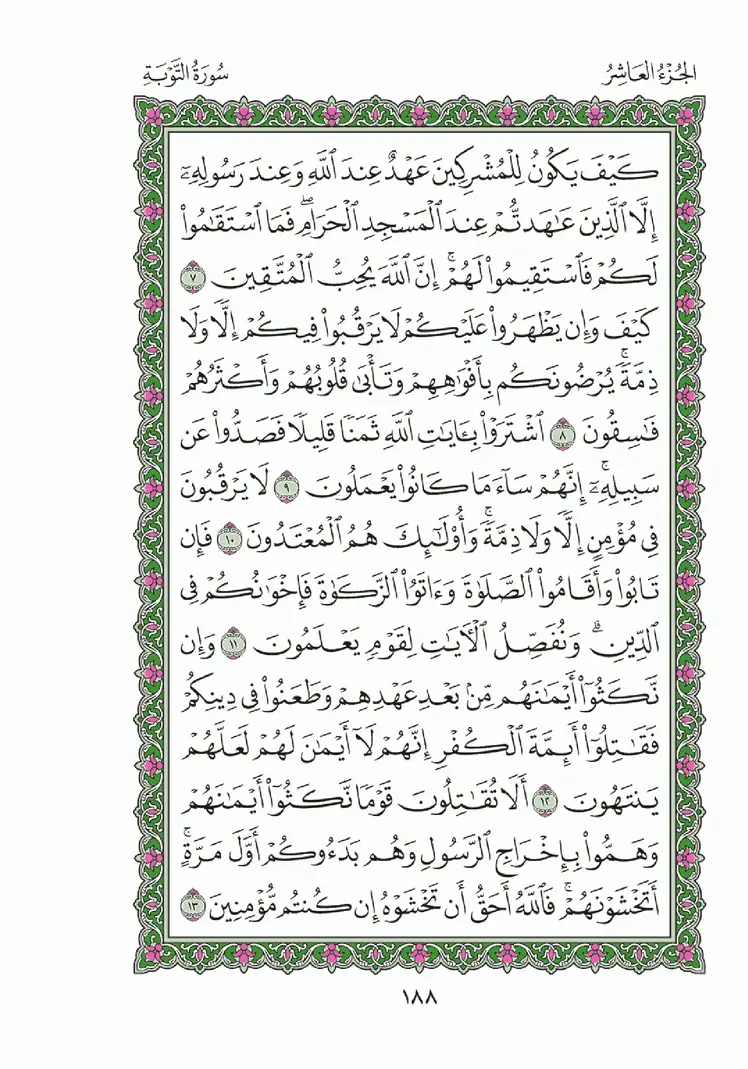 الجُزْءُ العَاشِرُ
سُورَةُ التَّوْبَةِ
كَيْفَ يَكُونُ لِلْمُشْرِكِينَ عَهْدٌ عِندَ ٱللَّهِ وَعِندَ رَسُولِهِۦٓ
إِلَّا ٱلَّذِينَ عَٰهَدتُّمْ عِندَ ٱلْمَسْجِدِ ٱلْحَرَامِۖ فَمَا ٱسْتَقَٰمُوا۟
لَكُمْ فَٱسْتَقِيمُوا۟ لَهُمْۚ إِنَّ ٱللَّهَ يُحِبُّ ٱلْمُتَّقِينَ ٧
كَيْفَ وَإِن يَظْهَرُوا۟ عَلَيْكُمْ لَا يَرْقُبُوا۟ فِيكُمْ إِلًّا وَلَا
ذِمَّةًۚ يُرْضُونَكُم بِأَفْوَٰهِهِمْ وَتَأْبَىٰ قُلُوبُهُمْ وَأَكْثَرُهُمْ
فَٰسِقُونَ ٨ ٱشْتَرَوْا۟ بِـَٔايَٰتِ ٱللَّهِ ثَمَنًا قَلِيلًا فَصَدُّوا۟ عَن
سَبِيلِهِۦٓۚ إِنَّهُمْ سَآءَ مَا كَانُوا۟ يَعْمَلُونَ ٩ لَا يَرْقُبُونَ
فِى مُؤْمِنٍ إِلًّا وَلَا ذِمَّةًۚ وَأُو۟لَٰٓئِكَ هُمُ ٱلْمُعْتَدُونَ ١٠ فَإِن
تَابُوا۟ وَأَقَامُوا۟ ٱلصَّلَوٰةَ وَءَاتَوُا۟ ٱلزَّكَوٰةَ فَإِخْوَٰنُكُمْ فِى
ٱلدِّينِۗ وَنُفَصِّلُ ٱلْـَٔايَٰتِ لِقَوْمٍ يَعْلَمُونَ ١١ وَإِن
نَّكَثُوٓا۟ أَيْمَٰنَهُم مِّنۢ بَعْدِ عَهْدِهِمْ وَطَعَنُوا۟ فِى دِينِكُمْ
فَقَٰتِلُوٓا۟ أَئِمَّةَ ٱلْكُفْرِۙ إِنَّهُمْ لَآ أَيْمَٰنَ لَهُمْ لَعَلَّهُمْ
يَنتَهُونَ ١٢ أَلَا تُقَٰتِلُونَ قَوْمًا نَّكَثُوٓا۟ أَيْمَٰنَهُمْ
وَهَمُّوا۟ بِإِخْرَاجِ ٱلرَّسُولِ وَهُم بَدَءُوكُمْ أَوَّلَ مَرَّةٍۚ
أَتَخْشَوْنَهُمْۚ فَٱللَّهُ أَحَقُّ أَن تَخْشَوْهُ إِن كُنتُم مُّؤْمِنِينَ ١٣
١٨٨